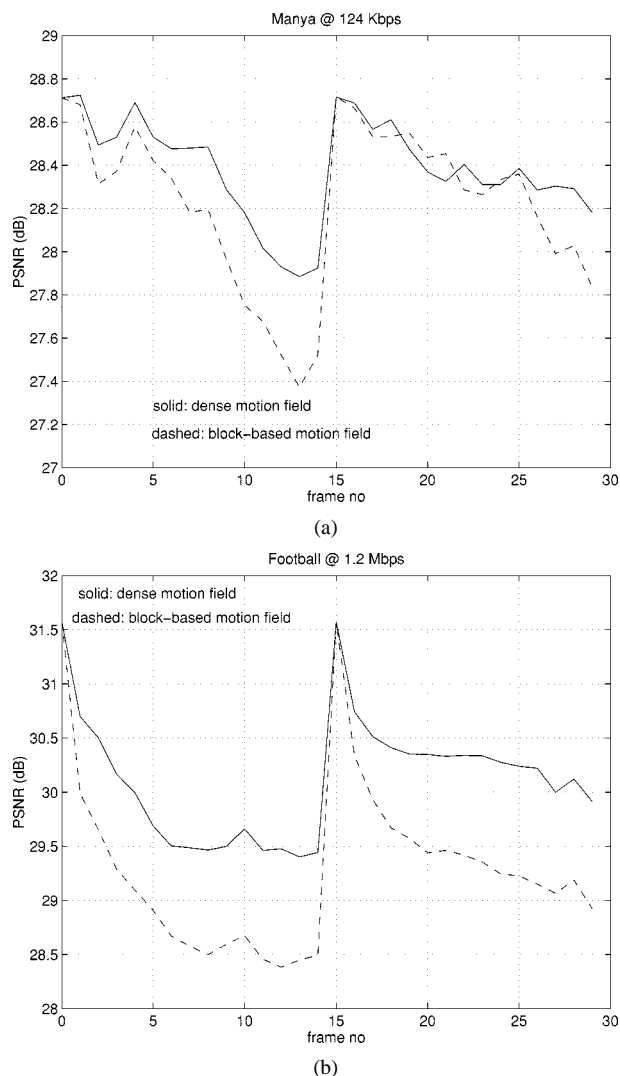 Manya @ 124 Kbps
29
28.8
28.6
28.4
28.2
28
27.8
27.6
27.4
27.2
27
PSNR (dB)
solid: dense motion field
dashed: block-based motion field
0 5 10 15 20 25 30
frame no
(a)
Football @ 1.2 Mbps
32
31.5
31
30.5
30
29.5
29
28.5
28
PSNR (dB)
solid: dense motion field
dashed: block-based motion field
0 5 10 15 20 25 30
frame no
(b)